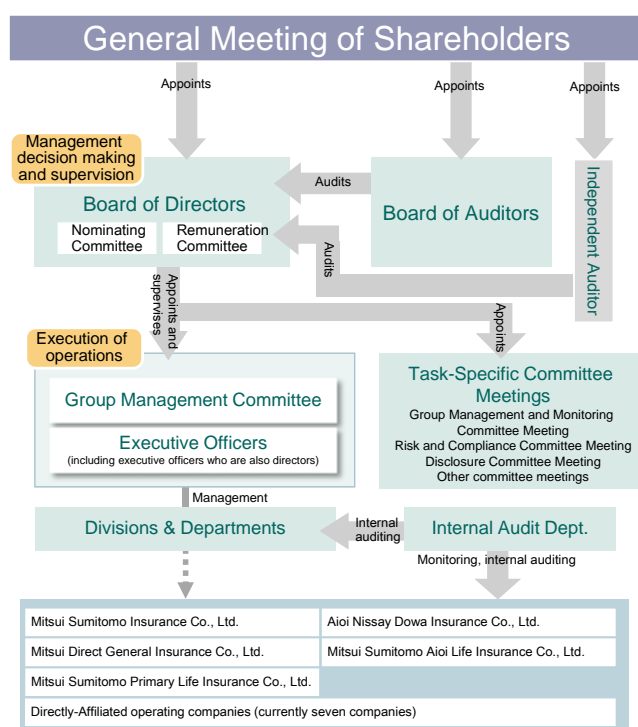 General Meeting of Shareholders
Appoints
Appoints
Appoints
Management
decision making
and supervision
Board of Directors
Nominating
Committee
Remuneration
Committee
Audits
Board of Auditors
Independent Auditor
Audits
Appoints and
supervises
Appoints
Execution of
operations
Group Management Committee
Executive Officers
(including executive officers who are also directors)
Task-Specific Committee
Meetings
Group Management and Monitoring
Committee Meeting
Risk and Compliance Committee Meeting
Disclosure Committee Meeting
Other committee meetings
Management
Divisions & Departments
Internal
auditing
Internal Audit Dept.
Monitoring, internal auditing
Mitsui Sumitomo Insurance Co., Ltd.
Aioi Nissay Dowa Insurance Co., Ltd.
Mitsui Direct General Insurance Co., Ltd.
Mitsui Sumitomo Aioi Life Insurance Co., Ltd.
Mitsui Sumitomo Primary Life Insurance Co., Ltd.
Directly-Affiliated operating companies (currently seven companies)